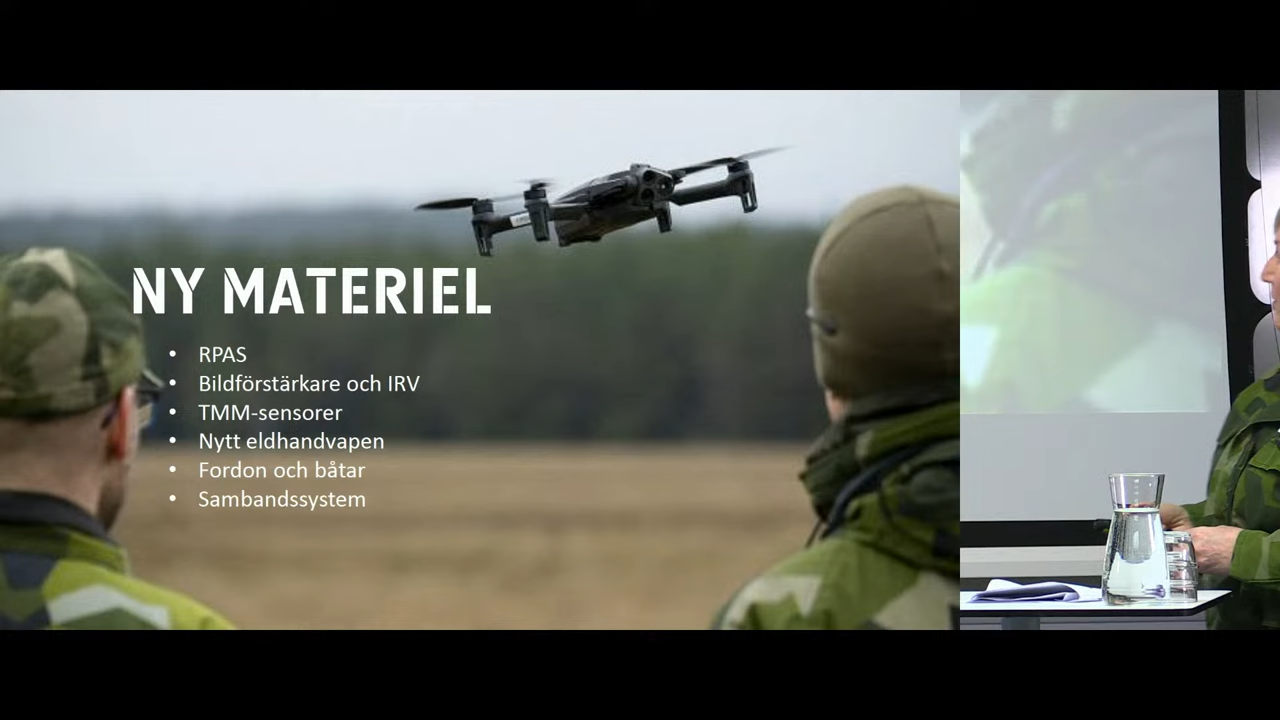 NY MATERIEL
• RPAS
• Bildförstärkare och IRV
• TMM-sensorer
• Nytt eldhandvapen
• Fordon och båtar
• Sambandssystem